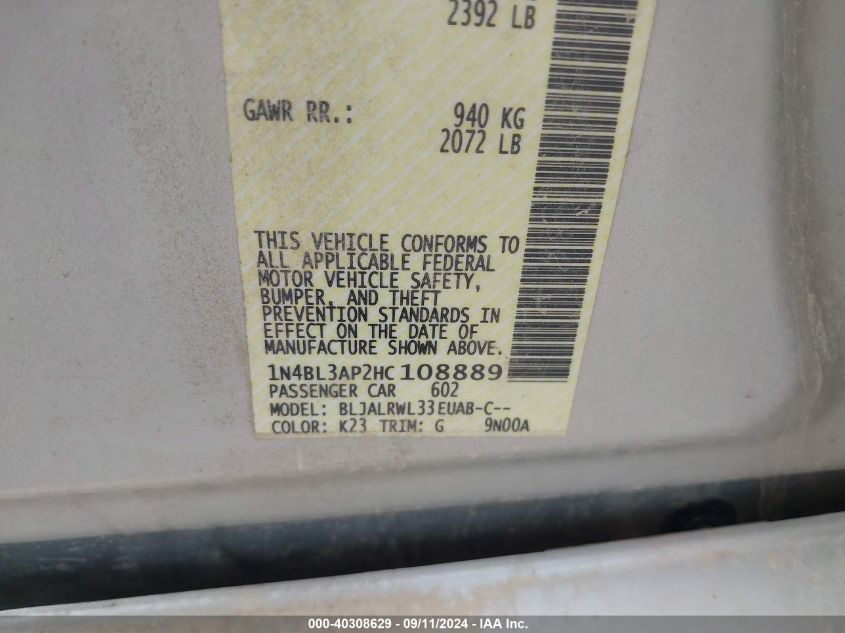 2392 LB
GAWR RR.: 940 KG
2072 LB
THIS VEHICLE CONFORMS TO
ALL APPLICABLE FEDERAL
MOTOR VEHICLE SAFETY,
BUMPER, AND THEFT
PREVENTION STANDARDS IN
EFFECT ON THE DATE OF
MANUFACTURE SHOWN ABOVE.
1N4BL3AP2HC108889
PASSENGER CAR 602
MODEL: BLJALRWL33EUAB-C--
COLOR: K23 TRIM: G 9N00A
000-40308629 - 09/11/2024 - IAA Inc.